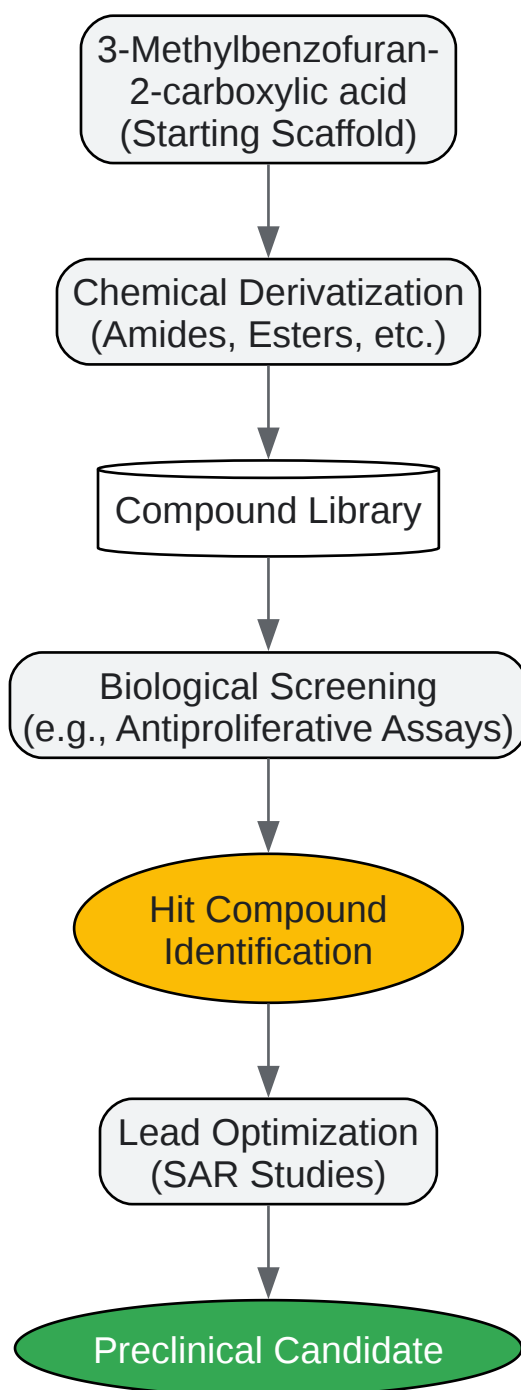 3-Methylbenzofuran-
2-carboxylic acid
(Starting Scaffold)
Chemical Derivatization
(Amides, Esters, etc.)
Compound Library
Biological Screening
(e.g., Antiproliferative Assays)
Hit Compound
Identification
Lead Optimization
(SAR Studies)
Preclinical Candidate